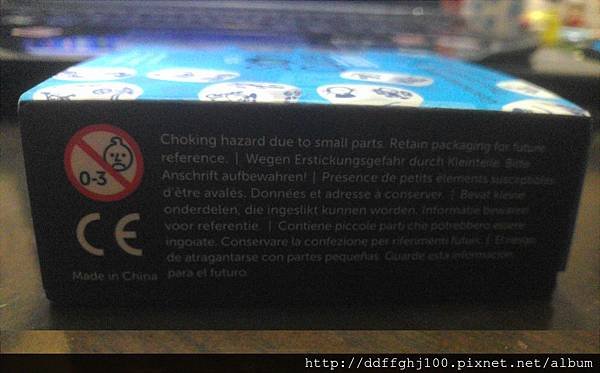 Choking hazard due to small parts. Retain packaging for future
reference. | Wegen Erstickungsgefahr durch Kleinteile. Bitte
Anschrift aufbewahren! | Présence de petits éléments susceptibles
0-3
d'être avalés. Données et adresse à conserver. | Bevat kleine
onderdelen, die ingeslikt kunnen worden. Informatie bewaren
CE
voor referentie. | Contiene piccole parti che potrebbero essere
ingoiate. Conservare la confezione per riferimenti futuri. | El riesgo
de atragantarse con partes pequeñas. Guarde esta información
Made in China
para el futuro.
http://ddffghj100.pixnet.net/album